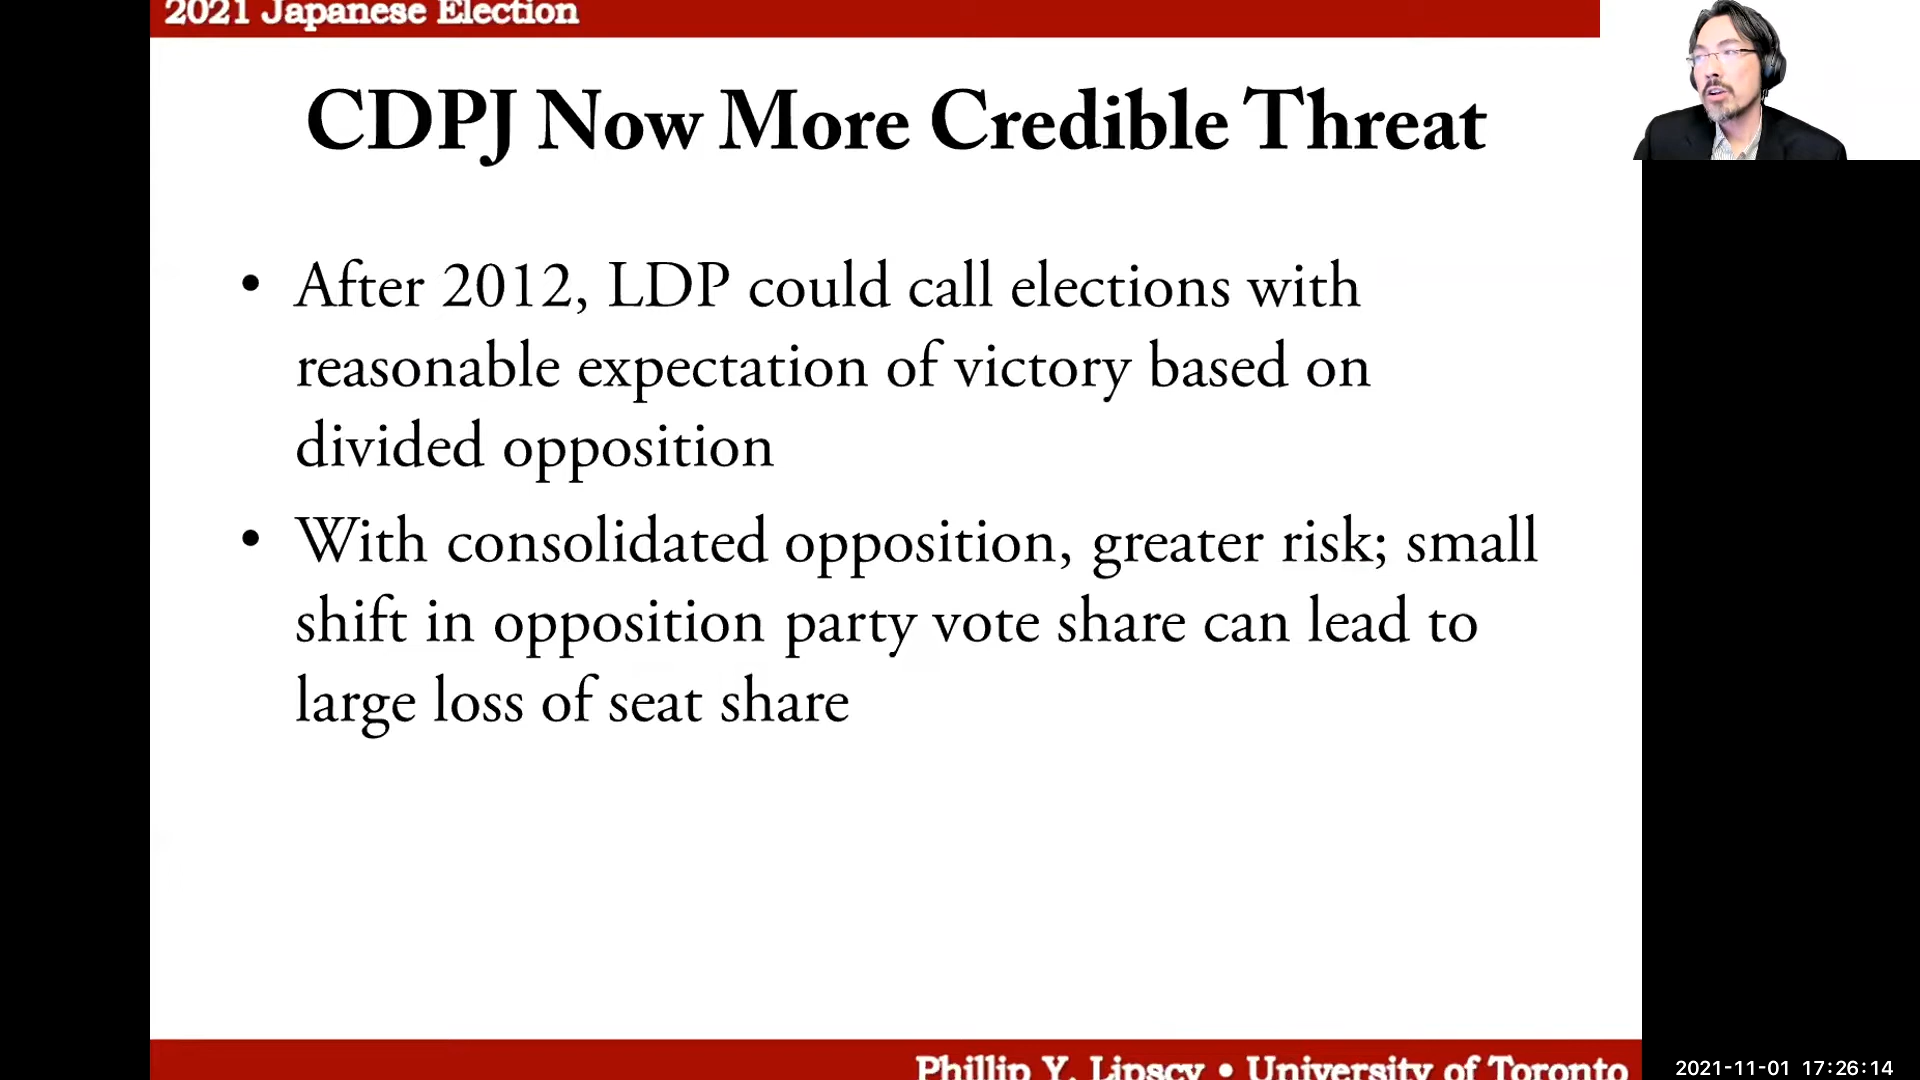 2021 Japanese Election
CDPJ Now More Credible Threat
• After 2012, LDP could call elections with
reasonable expectation of victory based on
divided opposition
• With consolidated opposition, greater risk; small
shift in opposition party vote share can lead to
large loss of seat share
Phillip Y. Lipscy • University of Toronto
2021-11-01 17:26:14